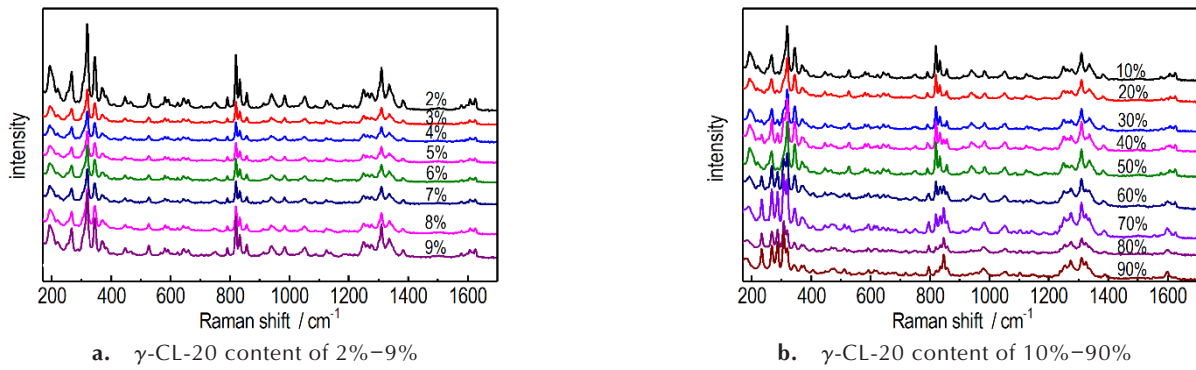 intensity
2%
3%
4%
5%
6%
7%
8%
9%
200 400 600 800 1000 1200 1400 1600
Raman shift / cm⁻¹
a. γ-CL-20 content of 2%−9%
intensity
10%
20%
30%
40%
50%
60%
70%
80%
90%
200 400 600 800 1000 1200 1400 1600
Raman shift / cm⁻¹
b. γ-CL-20 content of 10%−90%